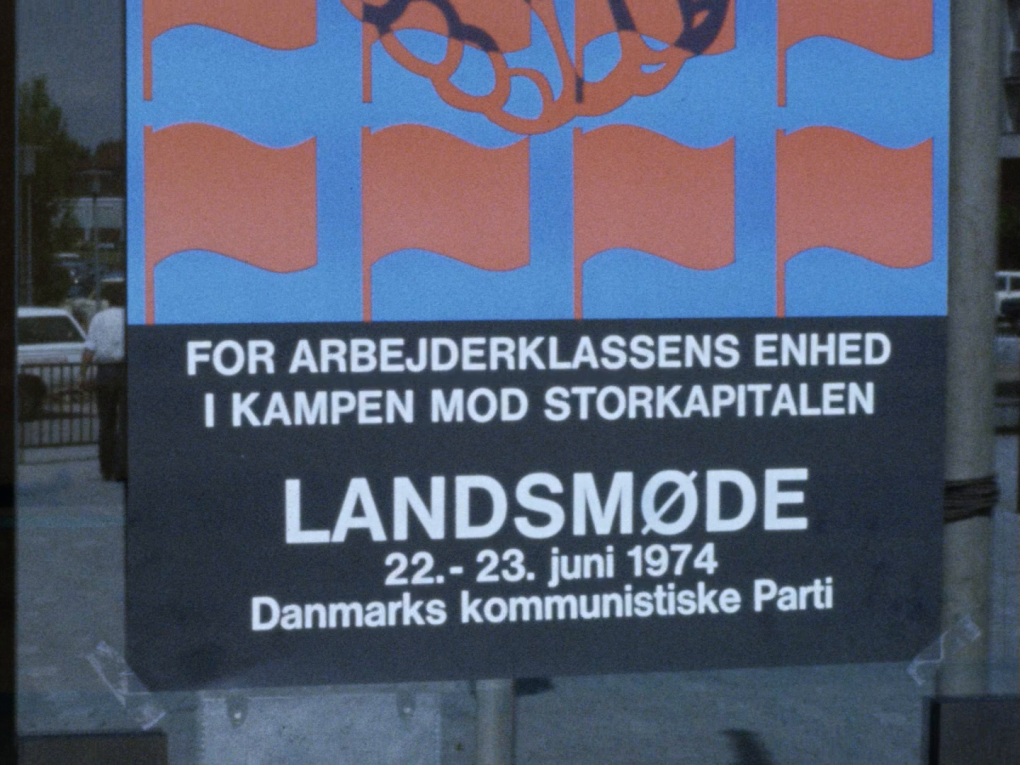 FOR ARBEJDERKLASSENS ENHED
I KAMPEN MOD STORKAPITALEN
LANDSMØDE
22.- 23. juni 1974
Danmarks kommunistiske Parti